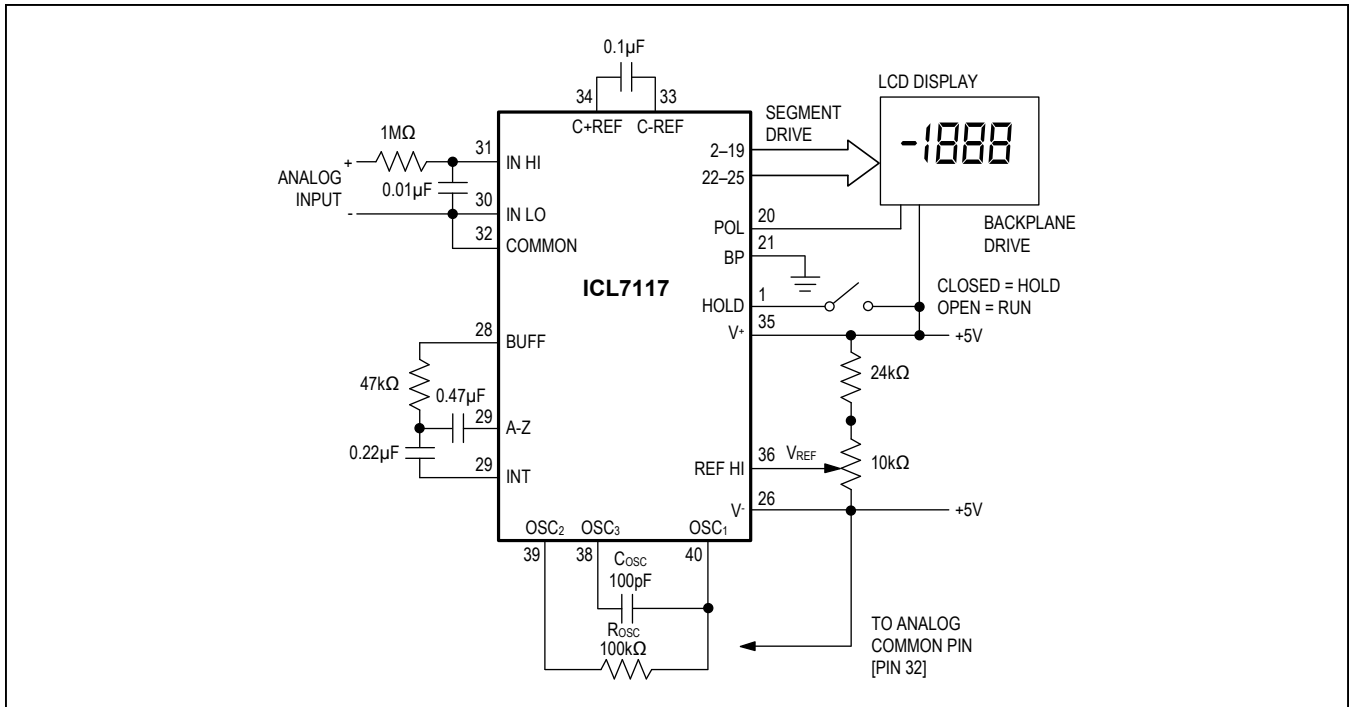 0.1µF
34
33
C+REF
C-REF
LCD DISPLAY
-1888
SEGMENT
DRIVE
1MΩ
+
31
IN HI
2–19
ANALOG
INPUT
0.01µF
22–25
30
-
IN LO
32
COMMON
POL
20
BACKPLANE
DRIVE
BP
21
ICL7117
HOLD
1
CLOSED = HOLD
OPEN = RUN
V+
35
+5V
28
BUFF
24kΩ
47kΩ
0.47µF
29
A-Z
0.22µF
29
INT
REF HI
36
VREF
10kΩ
V-
26
+5V
OSC2
OSC3
OSC1
39
38
40
COSC
100pF
ROSC
100kΩ
TO ANALOG
COMMON PIN
[PIN 32]